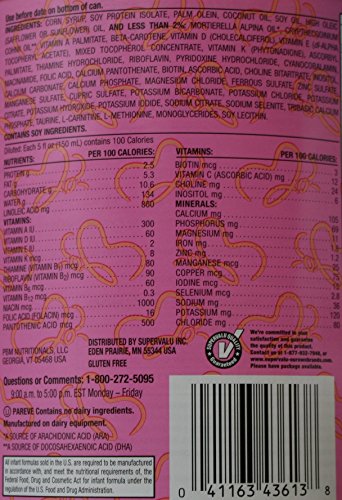 Use before date on bottom of can.
INGREDIENTS: CORN SYRUP, SOY PROTEIN ISOLATE, PALM OLEIN, COCONUT OIL, SOY OIL, HIGH OLEIC
(SAFFLOWER OR SUNFLOWER) OIL, AND LESS THAN 2%: MORTIERELLA ALPINA OIL*, CRYPTHECODINIUM
COHNII OIL**, VITAMIN A PALMITATE, BETA-CAROTENE, VITAMIN D (CHOLECALCIFEROL), VITAMIN E (dl-ALPHA
TOCOPHERYL ACETATE), MIXED TOCOPHEROL CONCENTRATE, VITAMIN K (PHYTONADIONE), ASCORBYL
THIAMINE HYDROCHLORIDE, RIBOFLAVIN, PYRIDOXINE HYDROCHLORIDE, CYANOCOBALAMIN,
NIACINAMIDE, FOLIC ACID, CALCIUM PANTOTHENATE, BIOTIN, ASCORBIC ACID, CHOLINE BITARTRATE, INOSITOL,
CALCIUM CARBONATE, CALCIUM PHOSPHATE, MAGNESIUM CHLORIDE, FERROUS SULFATE, ZINC SULFATE,
MANGANESE SULFATE, CUPRIC SULFATE, POTASSIUM BICARBONATE, POTASSIUM CHLORIDE, POTASSIUM
HYDROXIDE, POTASSIUM IODIDE, SODIUM CITRATE, SODIUM SELENITE, TRIBASIC CALCIUM
PHOSPHATE, TAURINE, L-CARNITINE, L-METHIONINE, MONOGLYCERIDES, SOY LECITHIN.
CONTAINS SOY INGREDIENTS.
Diluted: Each 5 fl oz (150 mL) contains 100 Calories
NUTRIENTS: PER 100 CALORIES:
PROTEIN g 2.5
FAT g 5.3
CARBOHYDRATE g 10.6
WATER g 134
LINOLEIC ACID mg 860
VITAMINS:
VITAMIN A IU 300
VITAMIN D IU 60
VITAMIN E IU 2
VITAMIN K mcg 8
THIAMINE (VITAMIN B1) mcg 80
RIBOFLAVIN (VITAMIN B2) mcg 90
VITAMIN B6 mcg 60
VITAMIN B12 mcg 0.3
NIACIN mcg 1000
FOLIC ACID (FOLACIN) mcg 16
PANTOTHENIC ACID mcg 500
VITAMINS: PER 100 CALORIES:
BIOTIN mcg
VITAMIN C (ASCORBIC ACID) mg
CHOLINE mg
INOSITOL mg
MINERALS:
CALCIUM mg
PHOSPHORUS mg
MAGNESIUM mg
IRON mg
ZINC mg
MANGANESE mcg
COPPER mcg
IODINE mcg
SELENIUM mcg
SODIUM mg
POTASSIUM mg
CHLORIDE mg
PBM NUTRITIONALS, LLC
GEORGIA, VT 05468 USA
DISTRIBUTED BY SUPERVALU INC.
EDEN PRAIRIE, MN 55344 USA
GLUTEN FREE
SUPERVALU QUALITY
Guaranteed
We're committed to your
satisfaction and guarantee
the quality of this product.
Contact us at 1-877-932-7948, or
www.supervalu-ourownbrands.com.
Please have package available.
Questions or Comments: 1-800-272-5095
9:00 a.m. to 5:00 p.m. EST Monday - Friday
PAREVE Contains no dairy ingredients.
Manufactured on dairy equipment.
*A SOURCE OF ARACHIDONIC ACID (ARA)
**A SOURCE OF DOCOSAHEXAENOIC ACID (DHA)
All infant formulas sold in the U.S. are required to be manufactured
in accordance with, and meet the nutritional requirements of, the
Federal Food, Drug and Cosmetic Act for infant formula under the
regulation of the U.S. Food and Drug Administration.
0 41163 43613 8